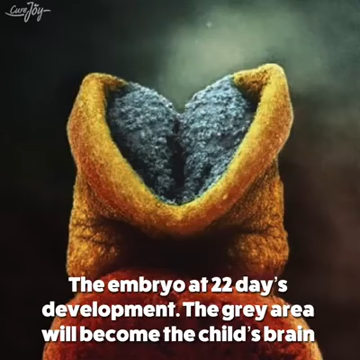 CureJoy
The embryo at 22 day's
development. The grey area
will become the child's brain